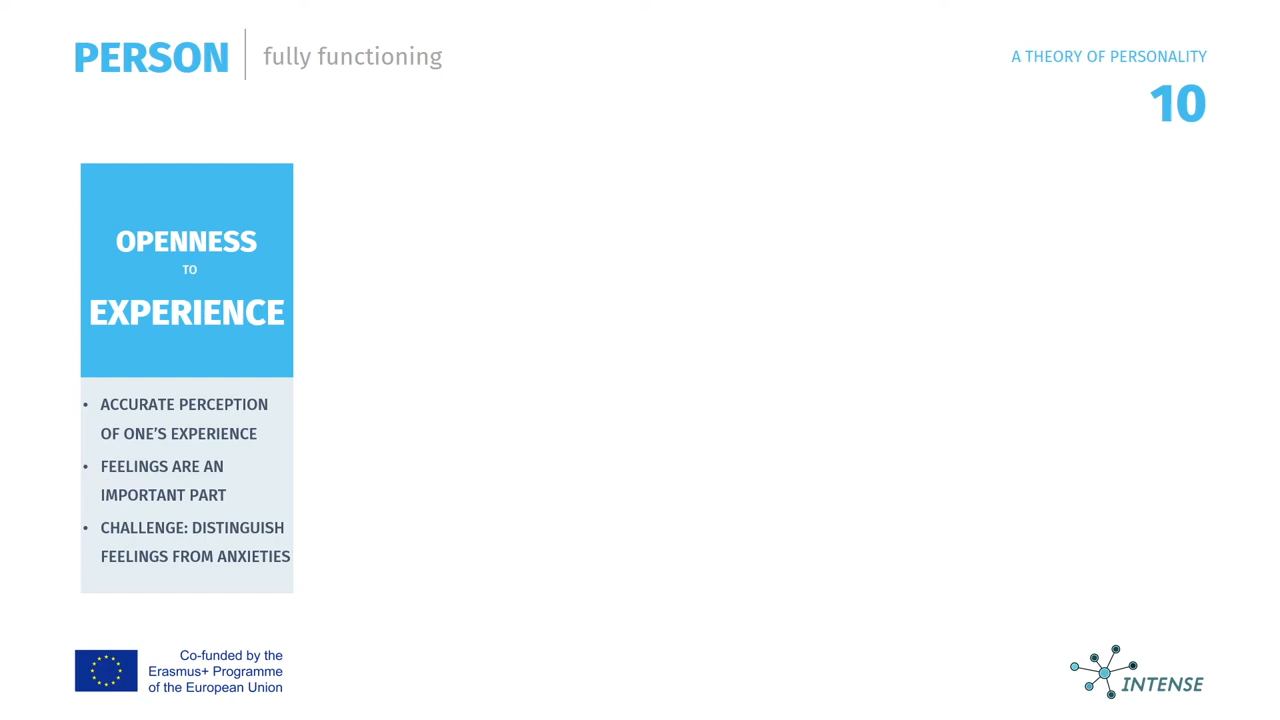 PERSON
fully functioning
A THEORY OF PERSONALITY
10
OPENNESS
TO
EXPERIENCE
• ACCURATE PERCEPTION
OF ONE'S EXPERIENCE
• FEELINGS ARE AN
IMPORTANT PART
• CHALLENGE: DISTINGUISH
FEELINGS FROM ANXIETIES
Co-funded by the
Erasmus+ Programme
of the European Union
INTENSE